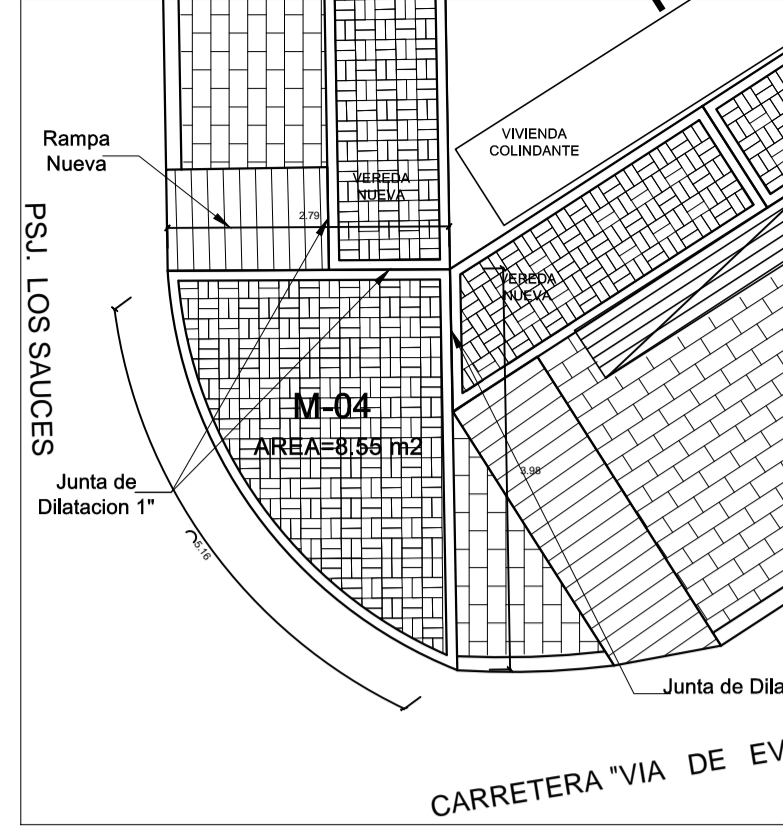 Rampa
Nueva
VIVIENDA
COLINDANTE
VEREDA
NUEVA
2.79
PSJ. LOS SAUCES
VEREDA
NUEVA
M-04
AREA=8.55 m2
3.98
Junta de
Dilatacion 1"
5.16
Junta de Dila
CARRETERA "VIA DE EV